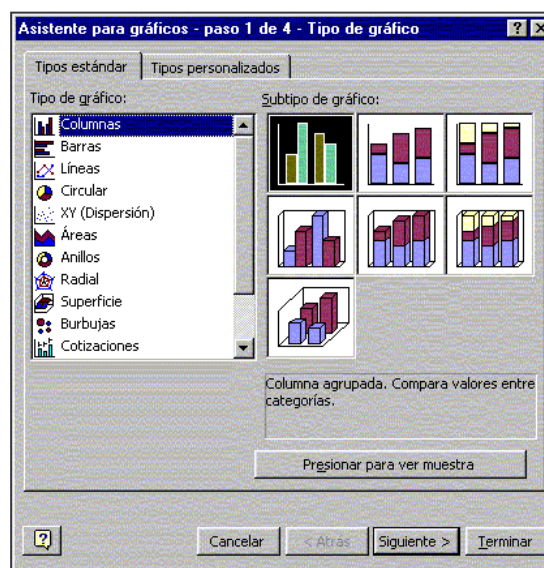 Asistente para gráficos - paso 1 de 4 - Tipo de gráfico
Tipos estándar
Tipos personalizados
Tipo de gráfico:
Columnas
Barras
Líneas
Circular
XY (Dispersión)
Áreas
Anillos
Radial
Superficie
Burbujas
Cotizaciones
Subtipo de gráfico:
Columna agrupada. Compara valores entre
categorías.
Presionar para ver muestra
Cancelar
< Atrás
Siguiente >
Terminar